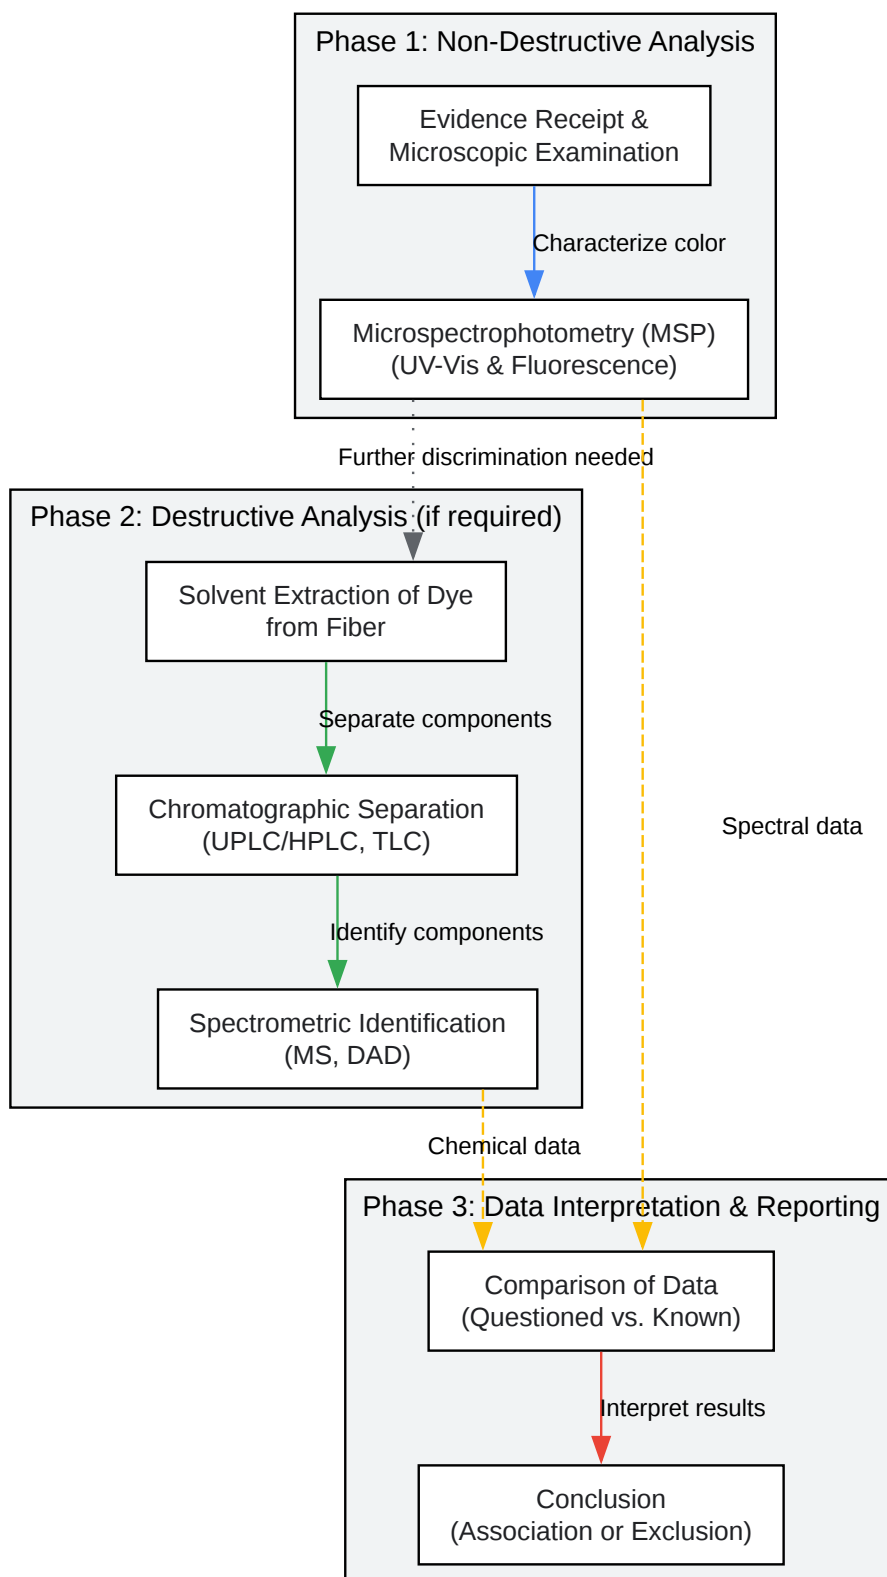 Phase 1: Non-Destructive Analysis
Evidence Receipt &
Microscopic Examination
Characterize color
Microspectrophotometry (MSP)
(UV-Vis & Fluorescence)
Further discrimination needed
Phase 2: Destructive Analysis (if required)
Solvent Extraction of Dye
from Fiber
Separate components
Chromatographic Separation
(UPLC/HPLC, TLC)
Spectral data
Identify components
Spectrometric Identification
(MS, DAD)
Chemical data
Phase 3: Data Interpretation & Reporting
Comparison of Data
(Questioned vs. Known)
Interpret results
Conclusion
(Association or Exclusion)